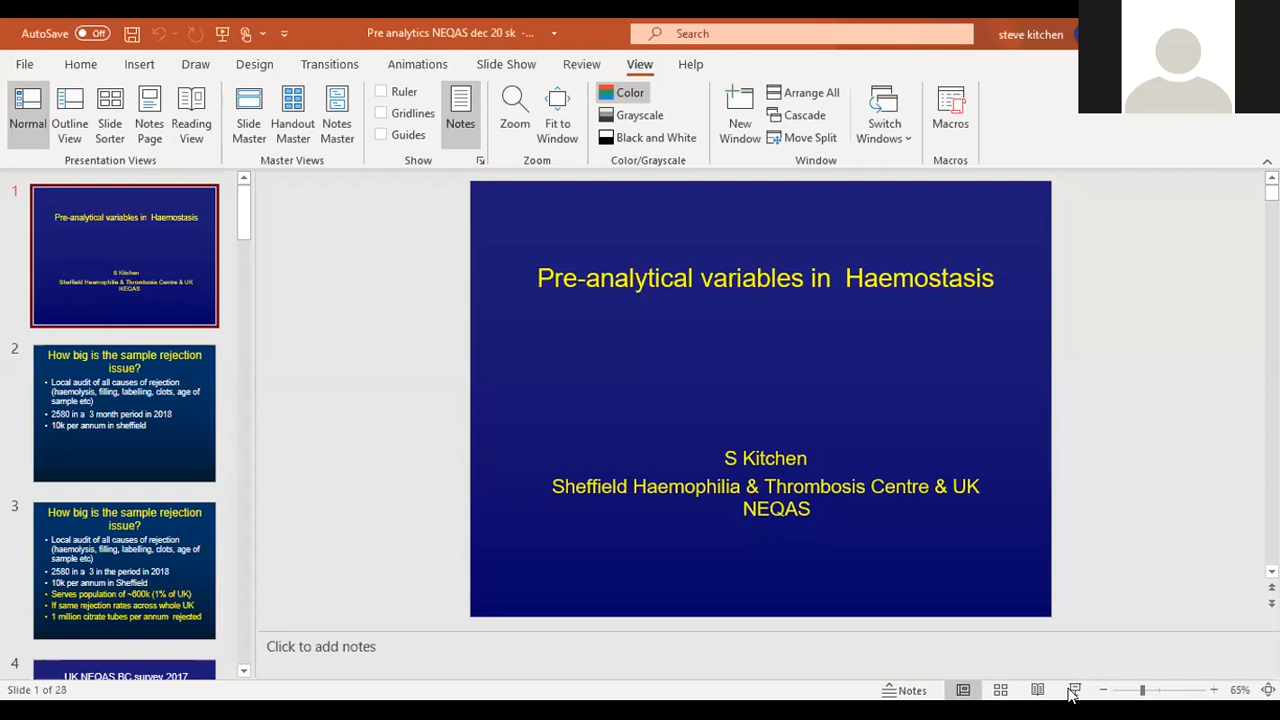 AutoSave Off
Pre analytics NEQAS dec 20 sk -...
Search
steve kitchen
File Home Insert Draw Design Transitions Animations Slide Show Review View Help
Normal
Outline View
Slide Sorter
Notes Page
Reading View
Presentation Views
Slide Master
Handout Master
Notes Master
Master Views
Ruler
Gridlines
Guides
Show
Notes
Zoom
Fit to Window
Zoom
Color
Grayscale
Black and White
Color/Grayscale
New Window
Arrange All
Cascade
Move Split
Switch Windows
Window
Macros
Macros
1
Pre-analytical variables in Haemostasis
S Kitchen
Sheffield Haemophilia & Thrombosis Centre & UK
NEQAS
2
How big is the sample rejection
issue?
• Local audit of all causes of rejection
(haemolysis, filling, labelling, clots, age of
sample etc)
• 2580 in a 3 month period in 2018
• 10k per annum in sheffield
3
How big is the sample rejection
issue?
• Local audit of all causes of rejection
(haemolysis, filling, labelling, clots, age of
sample etc)
• 2580 in a 3 in the period in 2018
• 10k per annum in Sheffield
• Serves population of ~600k (1% of UK)
• If same rejection rates across whole UK
• 1 million citrate tubes per annum rejected
4
UK NEQAS BC survey 2017
Pre-analytical variables in Haemostasis
S Kitchen
Sheffield Haemophilia & Thrombosis Centre & UK
NEQAS
Click to add notes
Slide 1 of 28
Notes
65%